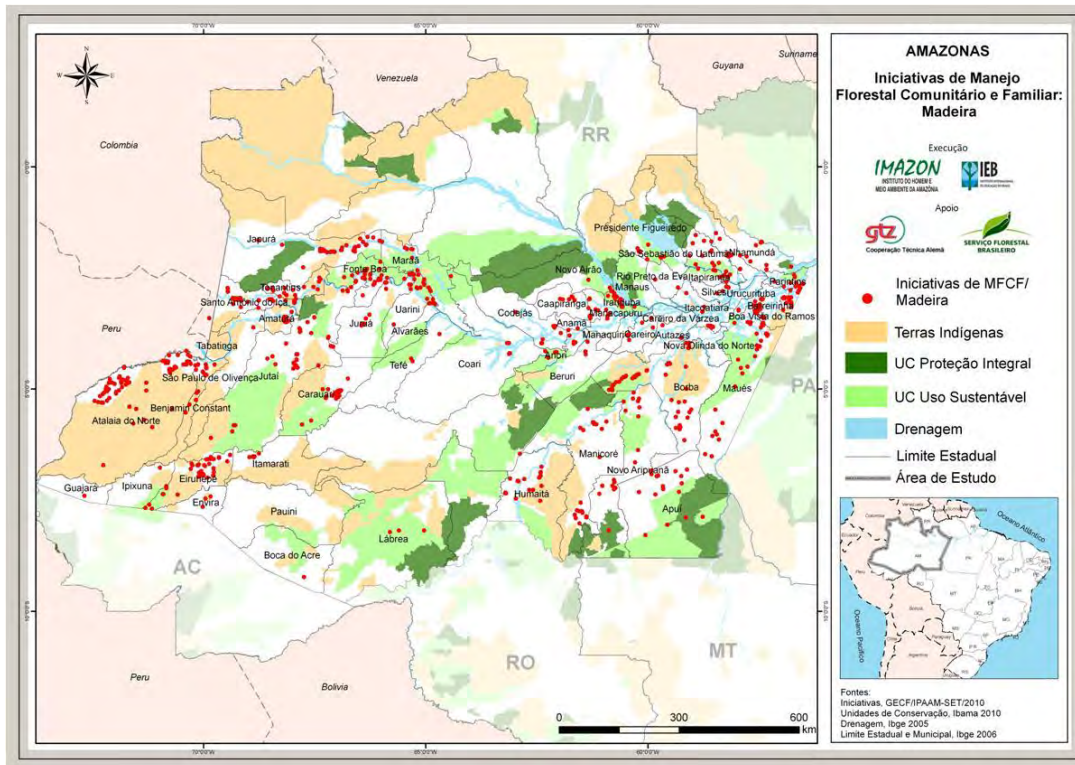 AMAZONAS
Iniciativas de Manejo
Florestal Comunitário e Familiar:
Madeira
Execução
IMAZON
INSTITUTO DO HOMEM E
MEIO AMBIENTE DA AMAZÔNIA
IEB
Apoio
gtz
Cooperação Técnica Alemã
SERVIÇO FLORESTAL
BRASILEIRO
Iniciativas de MFCF/
Madeira
Terras Indígenas
UC Proteção Integral
UC Uso Sustentável
Drenagem
Limite Estadual
Área de Estudo
Oceano Atlântico
Oceano Pacífico
Fontes:
Iniciativas, GECF/IPAAM-SET/2010
Unidades de Conservação, Ibama 2010
Drenagem, Ibge 2005
Limite Estadual e Municipal, Ibge 2006
N
W
E
S
Venezuela
Guyana
Suriname
Colombia
RR
Presidente Figueiredo
Japurá
Maraã
São Sebastião do Uatumã
Nhamundá
Fonte Boa
Novo Airão
Rio Preto da Eva
Itapiranga
Parintins
Tonantins
Manaus
Silves
Urucurituba
Santo Antônio do Içá
Iranduba
Barreirinha
Uarini
Caapiranga
Manacapuru
Itacoatiara
Boa Vista do Ramos
Amaturá
Juruá
Codajás
Anamã
Careiro da Várzea
Peru
Alvarães
Manaquiri
Careiro
Autazes
Tabatinga
Nova Olinda do Norte
Anori
Tefé
Coari
São Paulo de Olivença
Jutaí
Beruri
Borba
Maués
PA
Carauari
Benjamin Constant
Atalaia do Norte
Manicoré
Itamarati
Novo Aripuanã
Guajará
Ipixuna
Eirunepé
Humaitá
Envira
Pauini
Apuí
Lábrea
Boca do Acre
AC
RO
MT
Peru
Bolivia
0
150
300
600
km